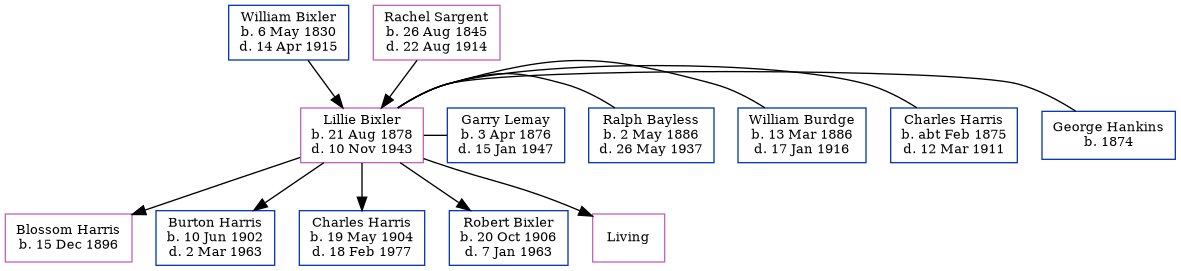 William Bixler
b. 6 May 1830
d. 14 Apr 1915
Rachel Sargent
b. 26 Aug 1845
d. 22 Aug 1914
Lillie Bixler
b. 21 Aug 1878
d. 10 Nov 1943
Garry Lemay
b. 3 Apr 1876
d. 15 Jan 1947
Ralph Bayless
b. 2 May 1886
d. 26 May 1937
William Burdge
b. 13 Mar 1886
d. 17 Jan 1916
Charles Harris
b. abt Feb 1875
d. 12 Mar 1911
George Hankins
b. 1874
Blossom Harris
b. 15 Dec 1896
Burton Harris
b. 10 Jun 1902
d. 2 Mar 1963
Charles Harris
b. 19 May 1904
d. 18 Feb 1977
Robert Bixler
b. 20 Oct 1906
d. 7 Jan 1963
Living